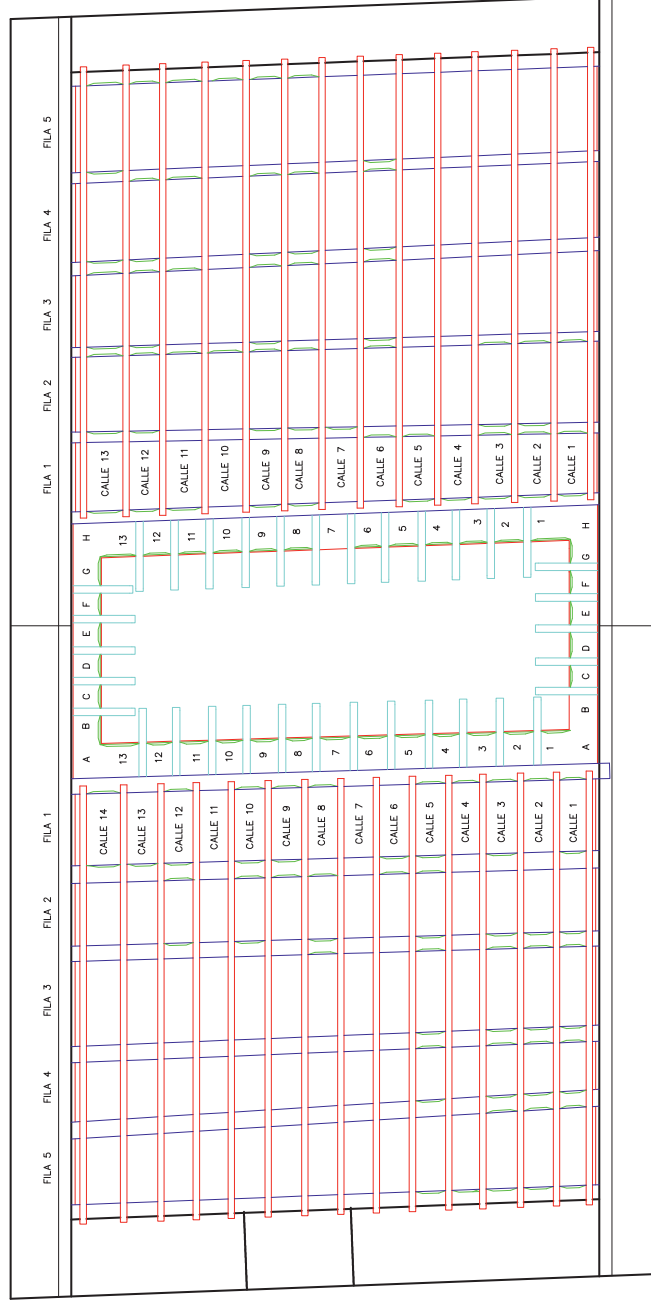 FILA 5
FILA 4
FILA 3
FILA 2
FILA 1
CALLE 13
CALLE 12
CALLE 11
CALLE 10
CALLE 9
CALLE 8
CALLE 7
CALLE 6
CALLE 5
CALLE 4
CALLE 3
CALLE 2
CALLE 1
H
13
12
11
10
9
8
7
6
5
4
3
2
1
H
G
F
E
D
C
B
A
G
F
E
D
C
B
A
13
12
11
10
9
8
7
6
5
4
3
2
1
FILA 1
CALLE 14
CALLE 13
CALLE 12
CALLE 11
CALLE 10
CALLE 9
CALLE 8
CALLE 7
CALLE 6
CALLE 5
CALLE 4
CALLE 3
CALLE 2
CALLE 1
FILA 2
FILA 3
FILA 4
FILA 5